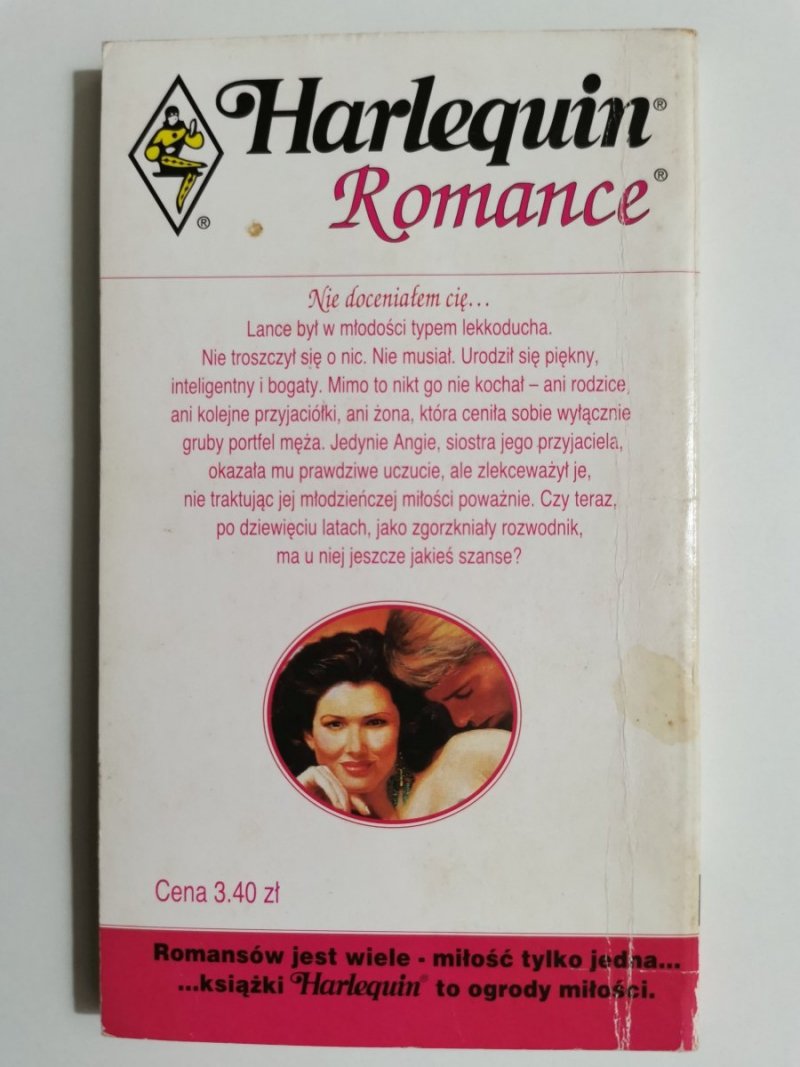 Harlequin®
Romance®
®
Nie doceniałem cię...
Lance był w młodości typem lekkoducha.
Nie troszczył się o nic. Nie musiał. Urodził się piękny,
inteligentny i bogaty. Mimo to nikt go nie kochał – ani rodzice,
ani kolejne przyjaciółki, ani żona, która ceniła sobie wyłącznie
gruby portfel męża. Jedynie Angie, siostra jego przyjaciela,
okazała mu prawdziwe uczucie, ale zlekceważył je,
nie traktując jej młodzieńczej miłości poważnie. Czy teraz,
po dziewięciu latach, jako zgorzkniały rozwodnik,
ma u niej jeszcze jakieś szanse?
Cena 3.40 zł
Romansów jest wiele - miłość tylko jedna...
...książki Harlequin® to ogrody miłości.